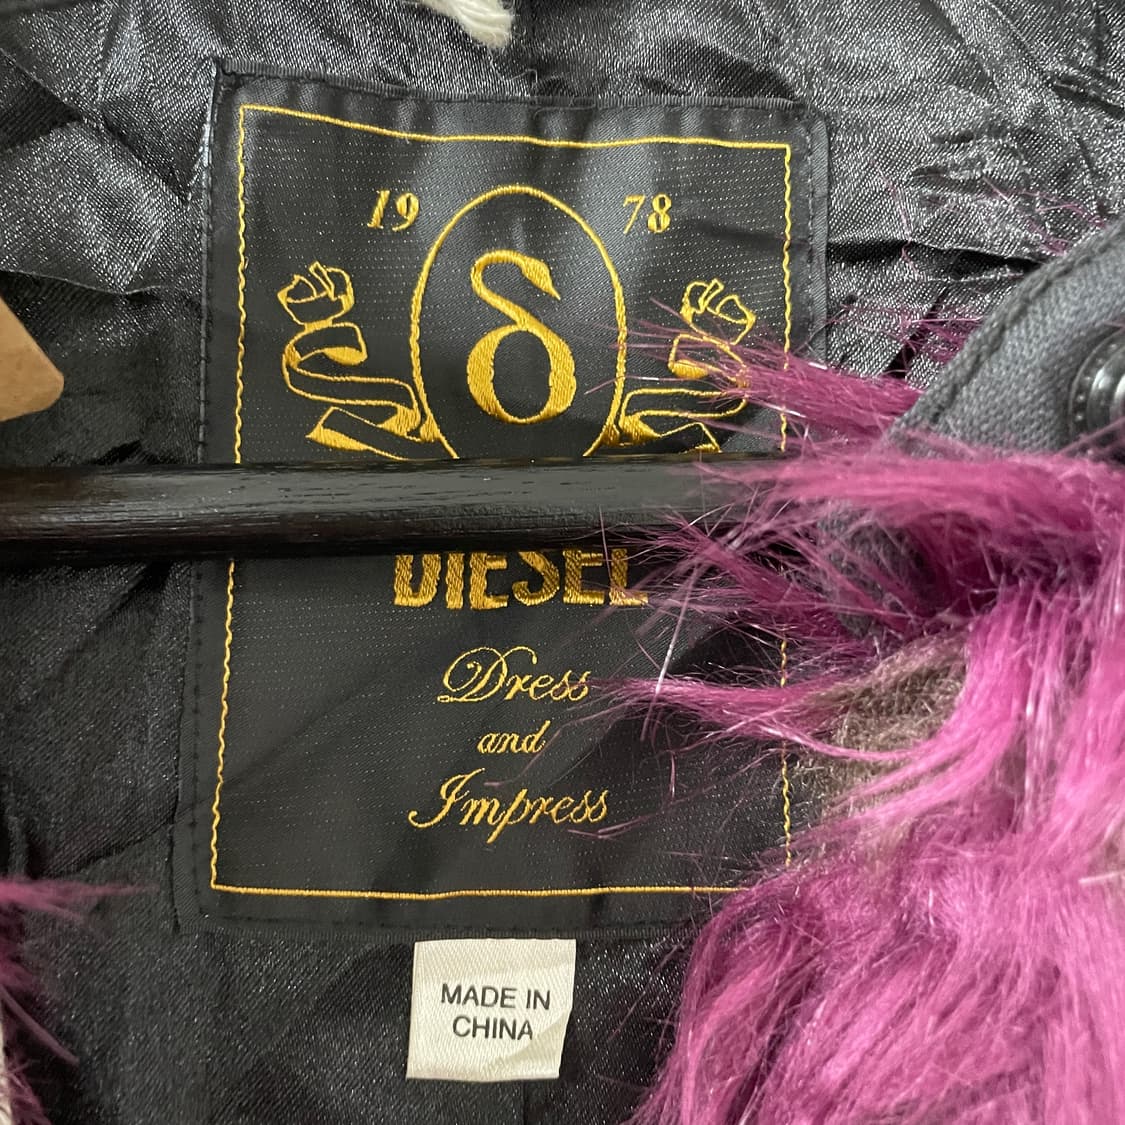 19 78
δ
DIESEL
Dress
and
Impress
MADE IN
CHINA